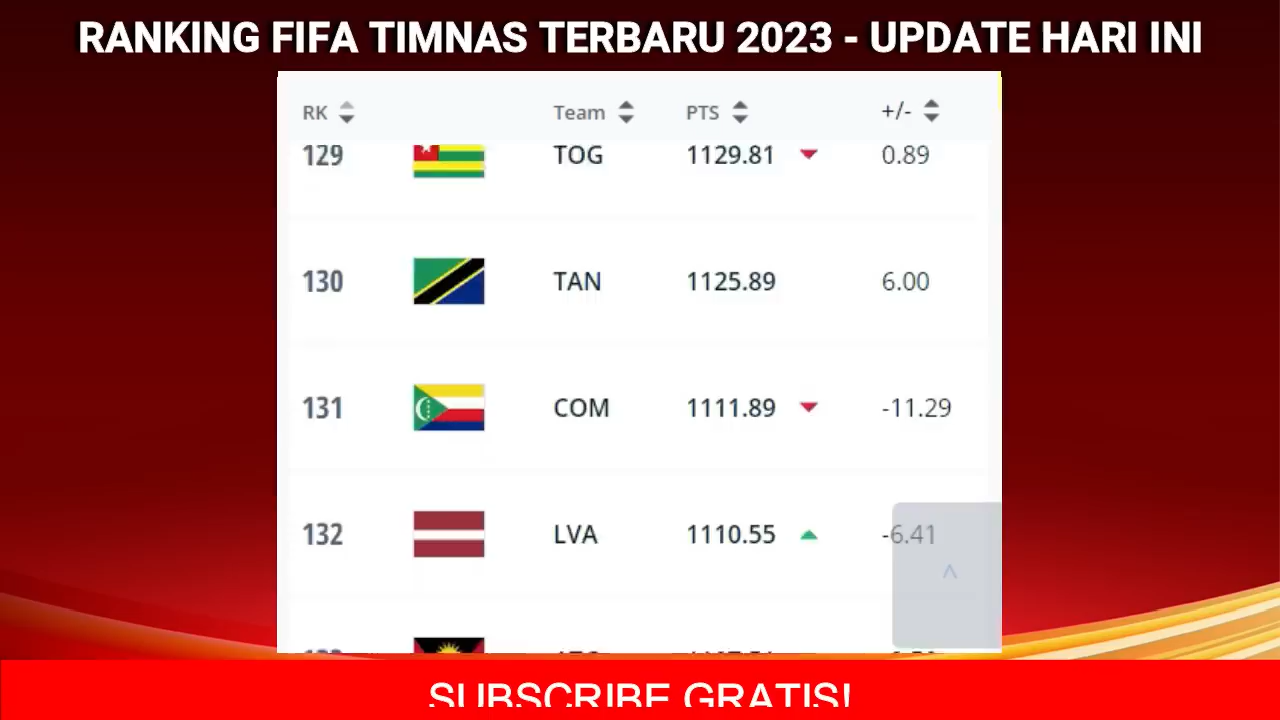 RANKING FIFA TIMNAS TERBARU 2023 - UPDATE HARI INI
RK Team PTS +/-
129 TOG 1129.81 0.89
130 TAN 1125.89 6.00
131 COM 1111.89 -11.29
132 LVA 1110.55 -6.41
SUBSCRIBE GRATIS!